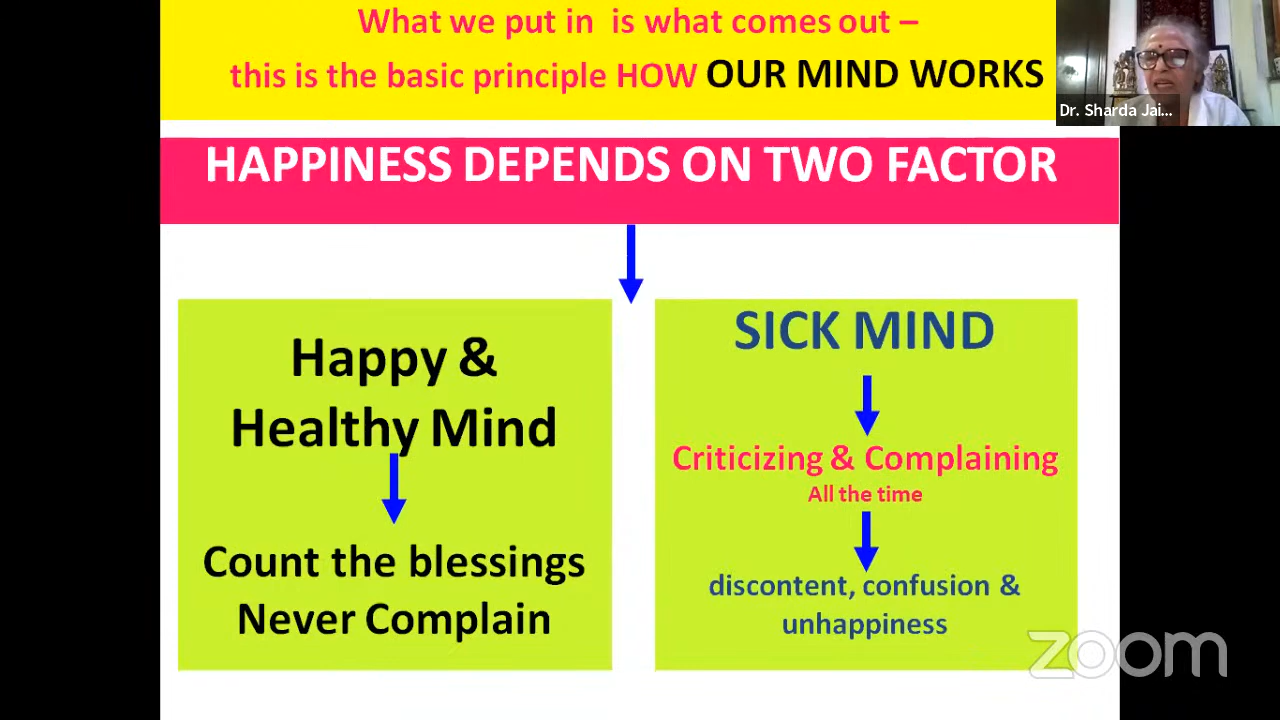 What we put in is what comes out –
this is the basic principle HOW OUR MIND WORKS
Dr. Sharda Jai...
HAPPINESS DEPENDS ON TWO FACTOR
Happy &
Healthy Mind
Count the blessings
Never Complain
SICK MIND
Criticizing & Complaining
All the time
discontent, confusion &
unhappiness
zoom